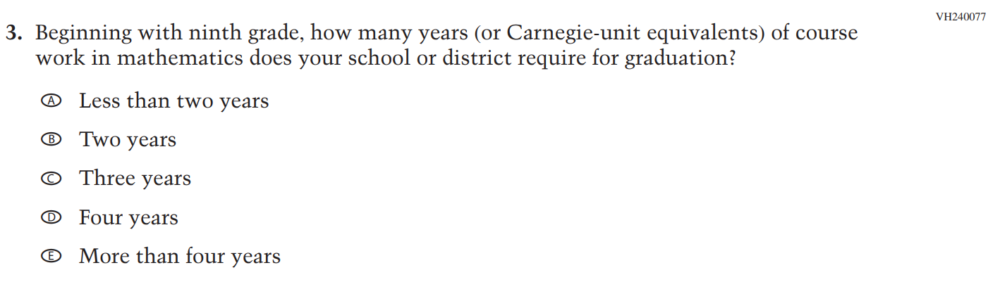 VH240077
3. Beginning with ninth grade, how many years (or Carnegie-unit equivalents) of course
work in mathematics does your school or district require for graduation?
A Less than two years
B Two years
C Three years
D Four years
E More than four years